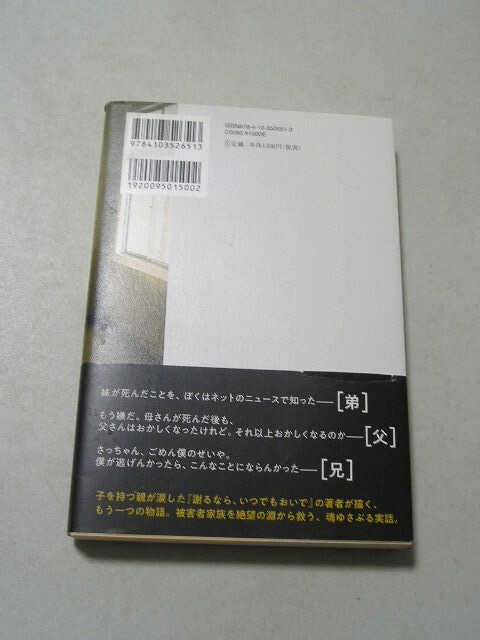 ISBN978-4-10-352651-3
C0095 ¥1500E
9784103526513
定価：本体1500円(税別)
1920095015002
妹が死んだことを、ぼくはネットのニュースで知った──[弟]
もう嫌だ。母さんが死んだ後も、
父さんはおかしくなったけれど。それ以上おかしくなるのか──[父]
さっちゃん、ごめん僕のせいや。
僕が逃げんかったら、こんなことにならんかった──[兄]
子を持つ親が涙した『謝るなら、いつでもおいで』の著者が描く、
もう一つの物語。被害者家族を絶望の淵から救う、魂ゆさぶる実話。